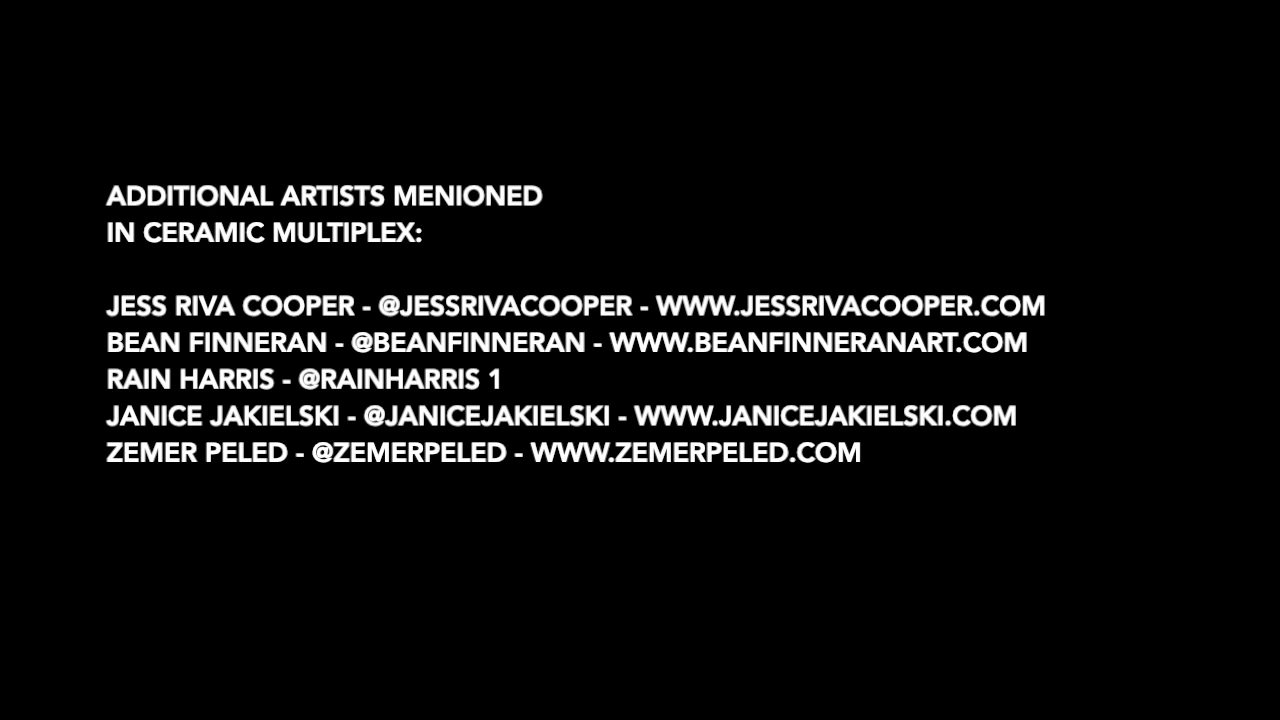 ADDITIONAL ARTISTS MENIONED
IN CERAMIC MULTIPLEX:
JESS RIVA COOPER - @JESSRIVACOOPER - WWW.JESSRIVACOOPER.COM
BEAN FINNERAN - @BEANFINNERAN - WWW.BEANFINNERANART.COM
RAIN HARRIS - @RAINHARRIS 1
JANICE JAKIELSKI - @JANICEJAKIELSKI - WWW.JANICEJAKIELSKI.COM
ZEMER PELED - @ZEMERPELED - WWW.ZEMERPELED.COM